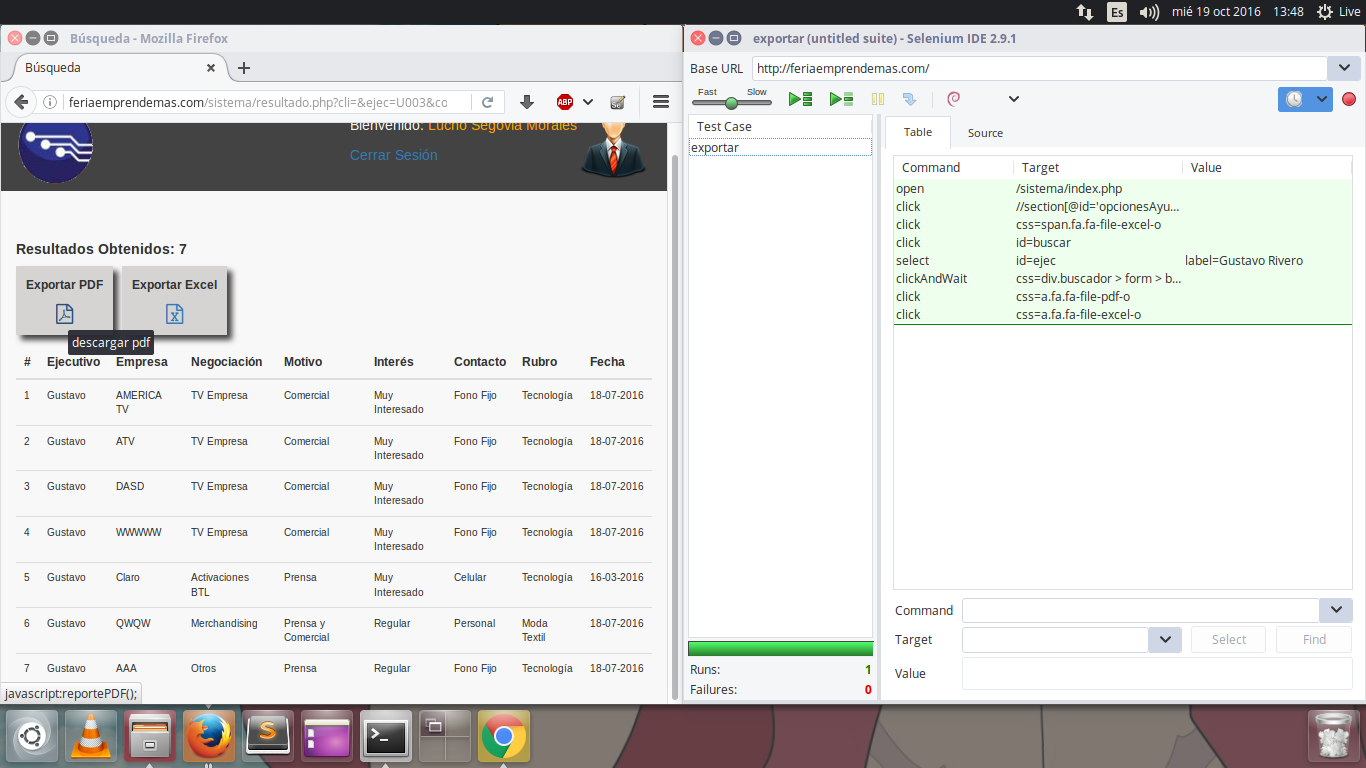 Es
mié 19 oct 2016
13:48
Live
Búsqueda - Mozilla Firefox
Búsqueda
feriaemprendemas.com/sistema/resultado.php?cli=&ejec=U003&co
ABP
Bienvenido: Lucho Segovia Morales
Cerrar Sesión
Resultados Obtenidos: 7
Exportar PDF
Exportar Excel
descargar pdf
# Ejecutivo Empresa Negociación Motivo Interés Contacto Rubro Fecha
1 Gustavo AMERICA TV Empresa Comercial Muy Fono Fijo Tecnología 18-07-2016
TV Interesado
2 Gustavo ATV TV Empresa Comercial Muy Fono Fijo Tecnología 18-07-2016
Interesado
3 Gustavo DASD TV Empresa Comercial Muy Fono Fijo Tecnología 18-07-2016
Interesado
4 Gustavo WWWWW TV Empresa Comercial Muy Fono Fijo Tecnología 18-07-2016
Interesado
5 Gustavo Claro Activaciones Prensa Muy Celular Tecnología 16-03-2016
BTL Interesado
6 Gustavo QWQW Merchandising Prensa y Regular Personal Moda 18-07-2016
Comercial Textil
7 Gustavo AAA Otros Prensa Regular Fono Fijo Tecnología 18-07-2016
javascript:reportePDF();
exportar (untitled suite) - Selenium IDE 2.9.1
Base URL http://feriaemprendemas.com/
Fast Slow
Test Case
exportar
Table Source
Command Target Value
open /sistema/index.php
click //section[@id='opcionesAyu...
click css=span.fa.fa-file-excel-o
click id=buscar
select id=ejec label=Gustavo Rivero
clickAndWait css=div.buscador > form > b...
click css=a.fa.fa-file-pdf-o
click css=a.fa.fa-file-excel-o
Command
Target Select Find
Value
Runs: 1
Failures: 0